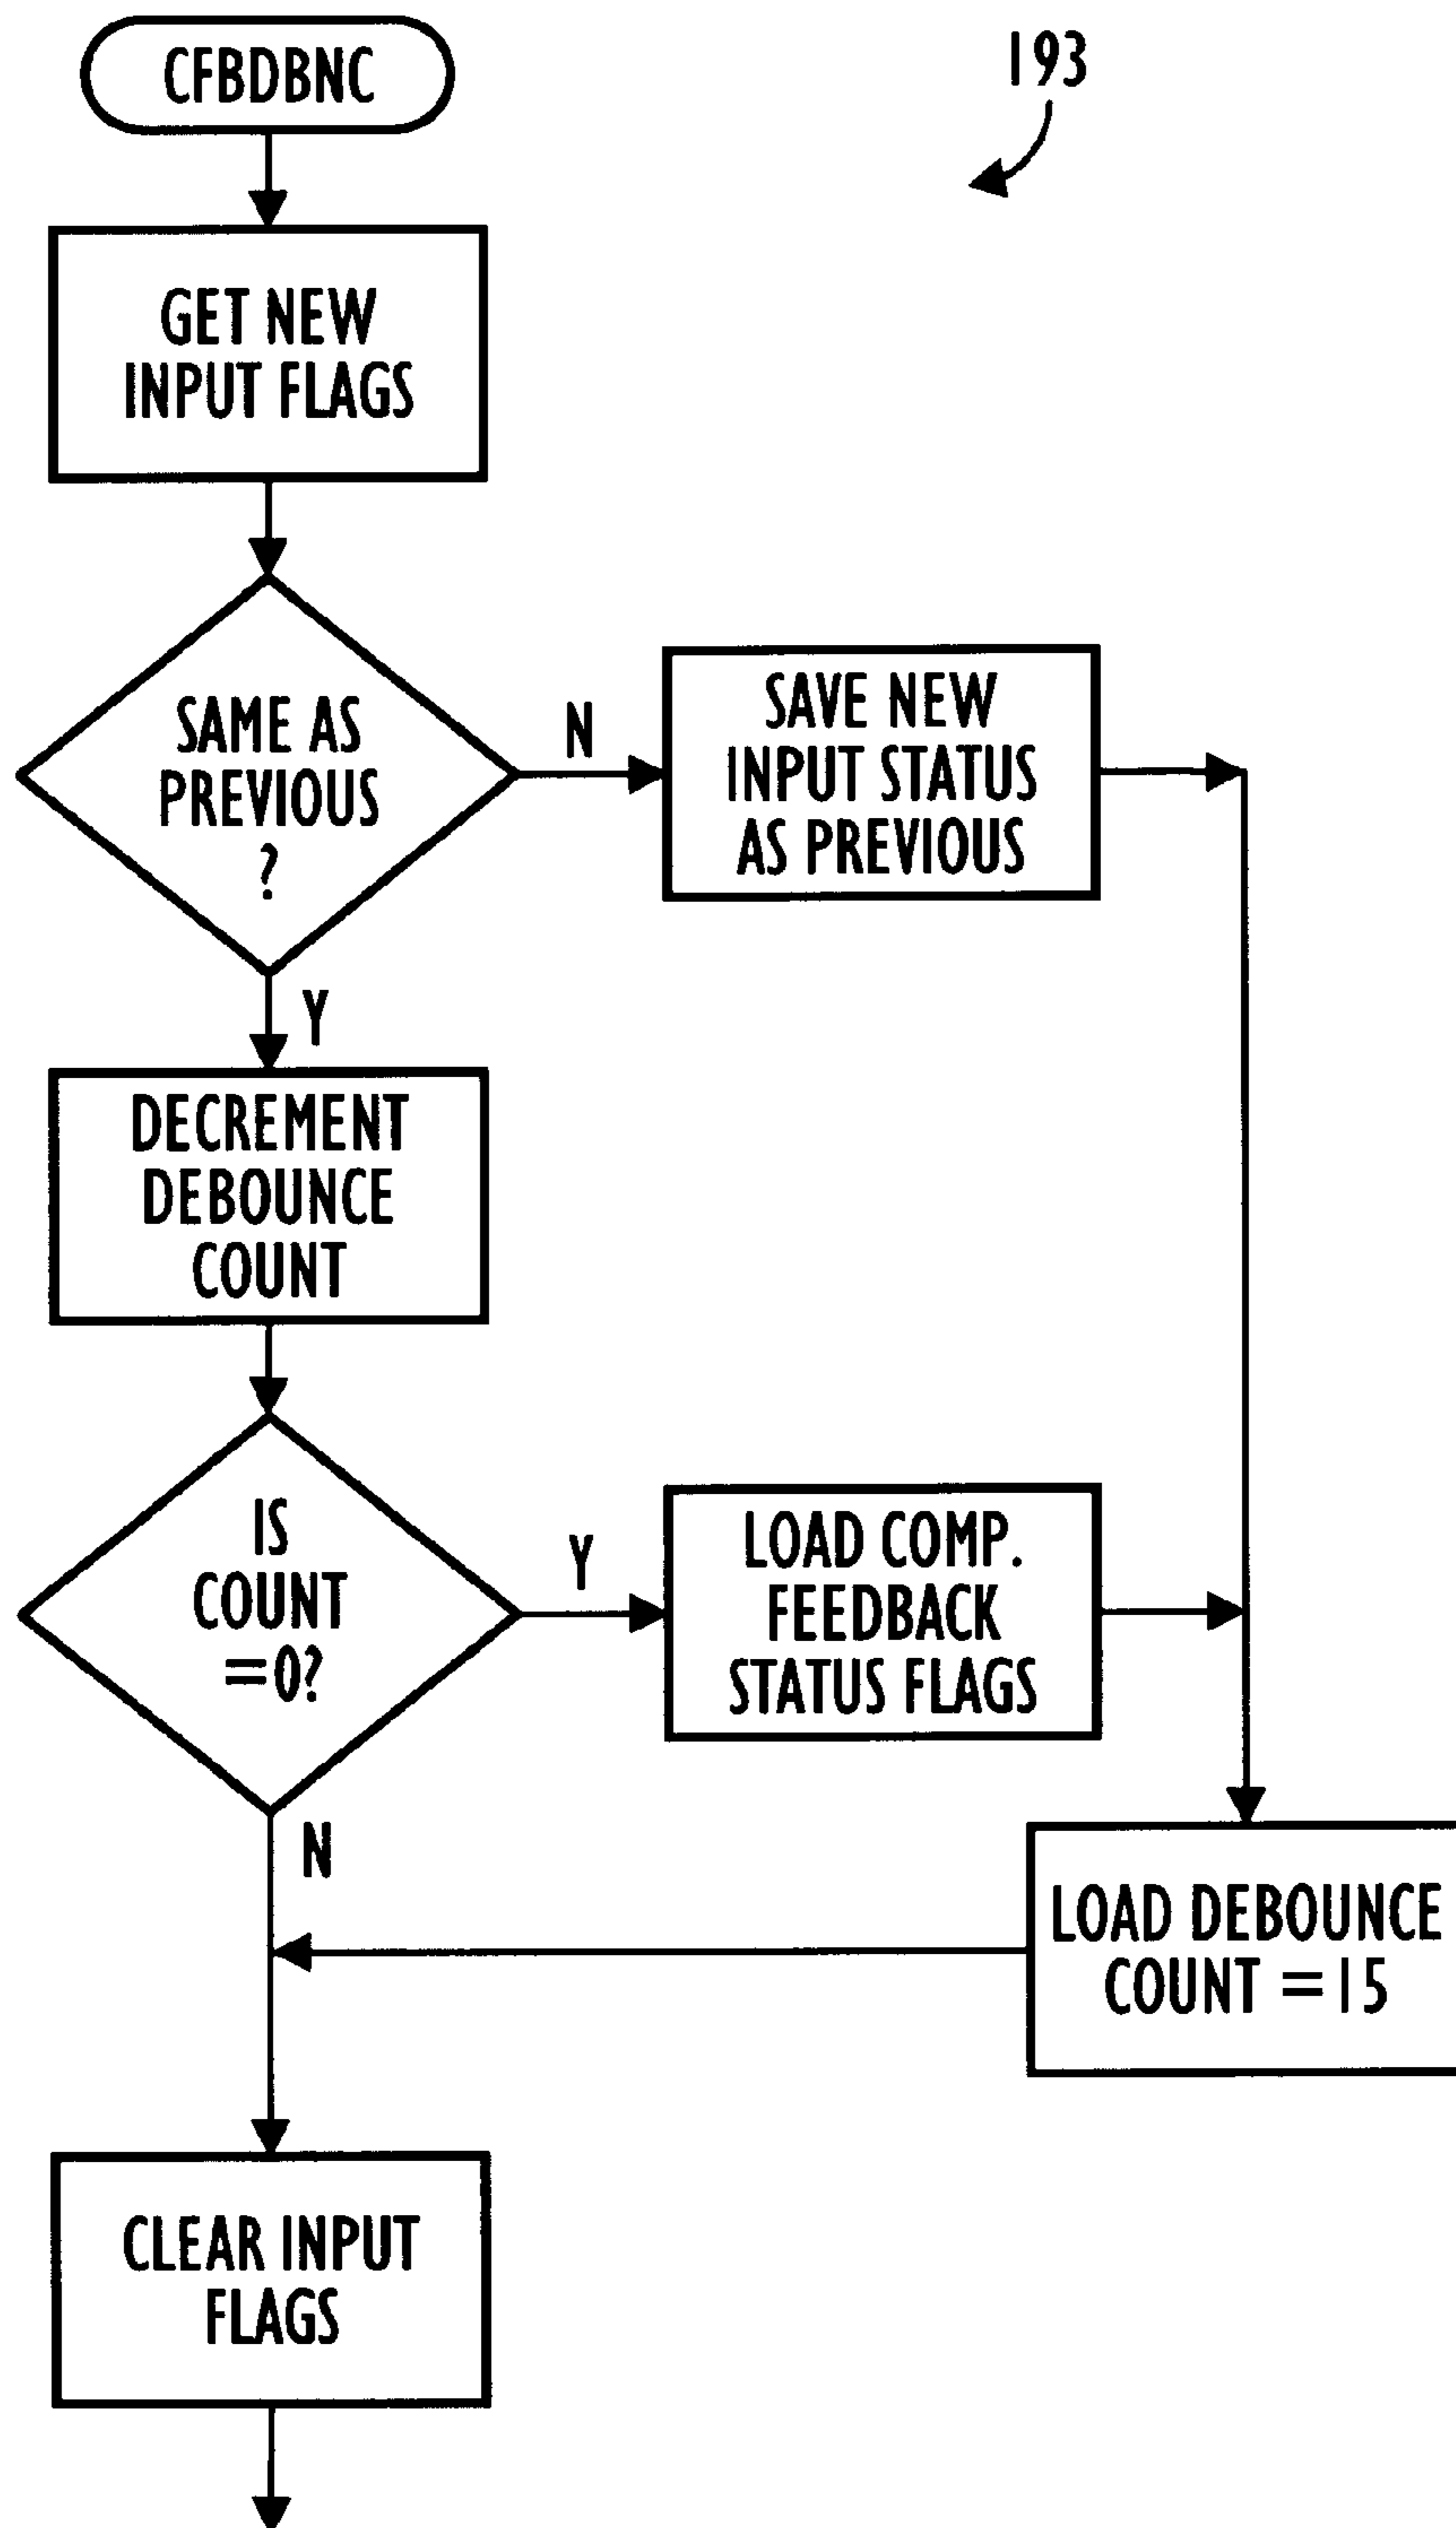 CFBDBNC
193
GET NEW
INPUT FLAGS
SAME AS
PREVIOUS
?
N
SAVE NEW
INPUT STATUS
AS PREVIOUS
Y
DECREMENT
DEBOUNCE
COUNT
IS
COUNT
=0?
Y
LOAD COMP.
FEEDBACK
STATUS FLAGS
N
LOAD DEBOUNCE
COUNT =15
CLEAR INPUT
FLAGS